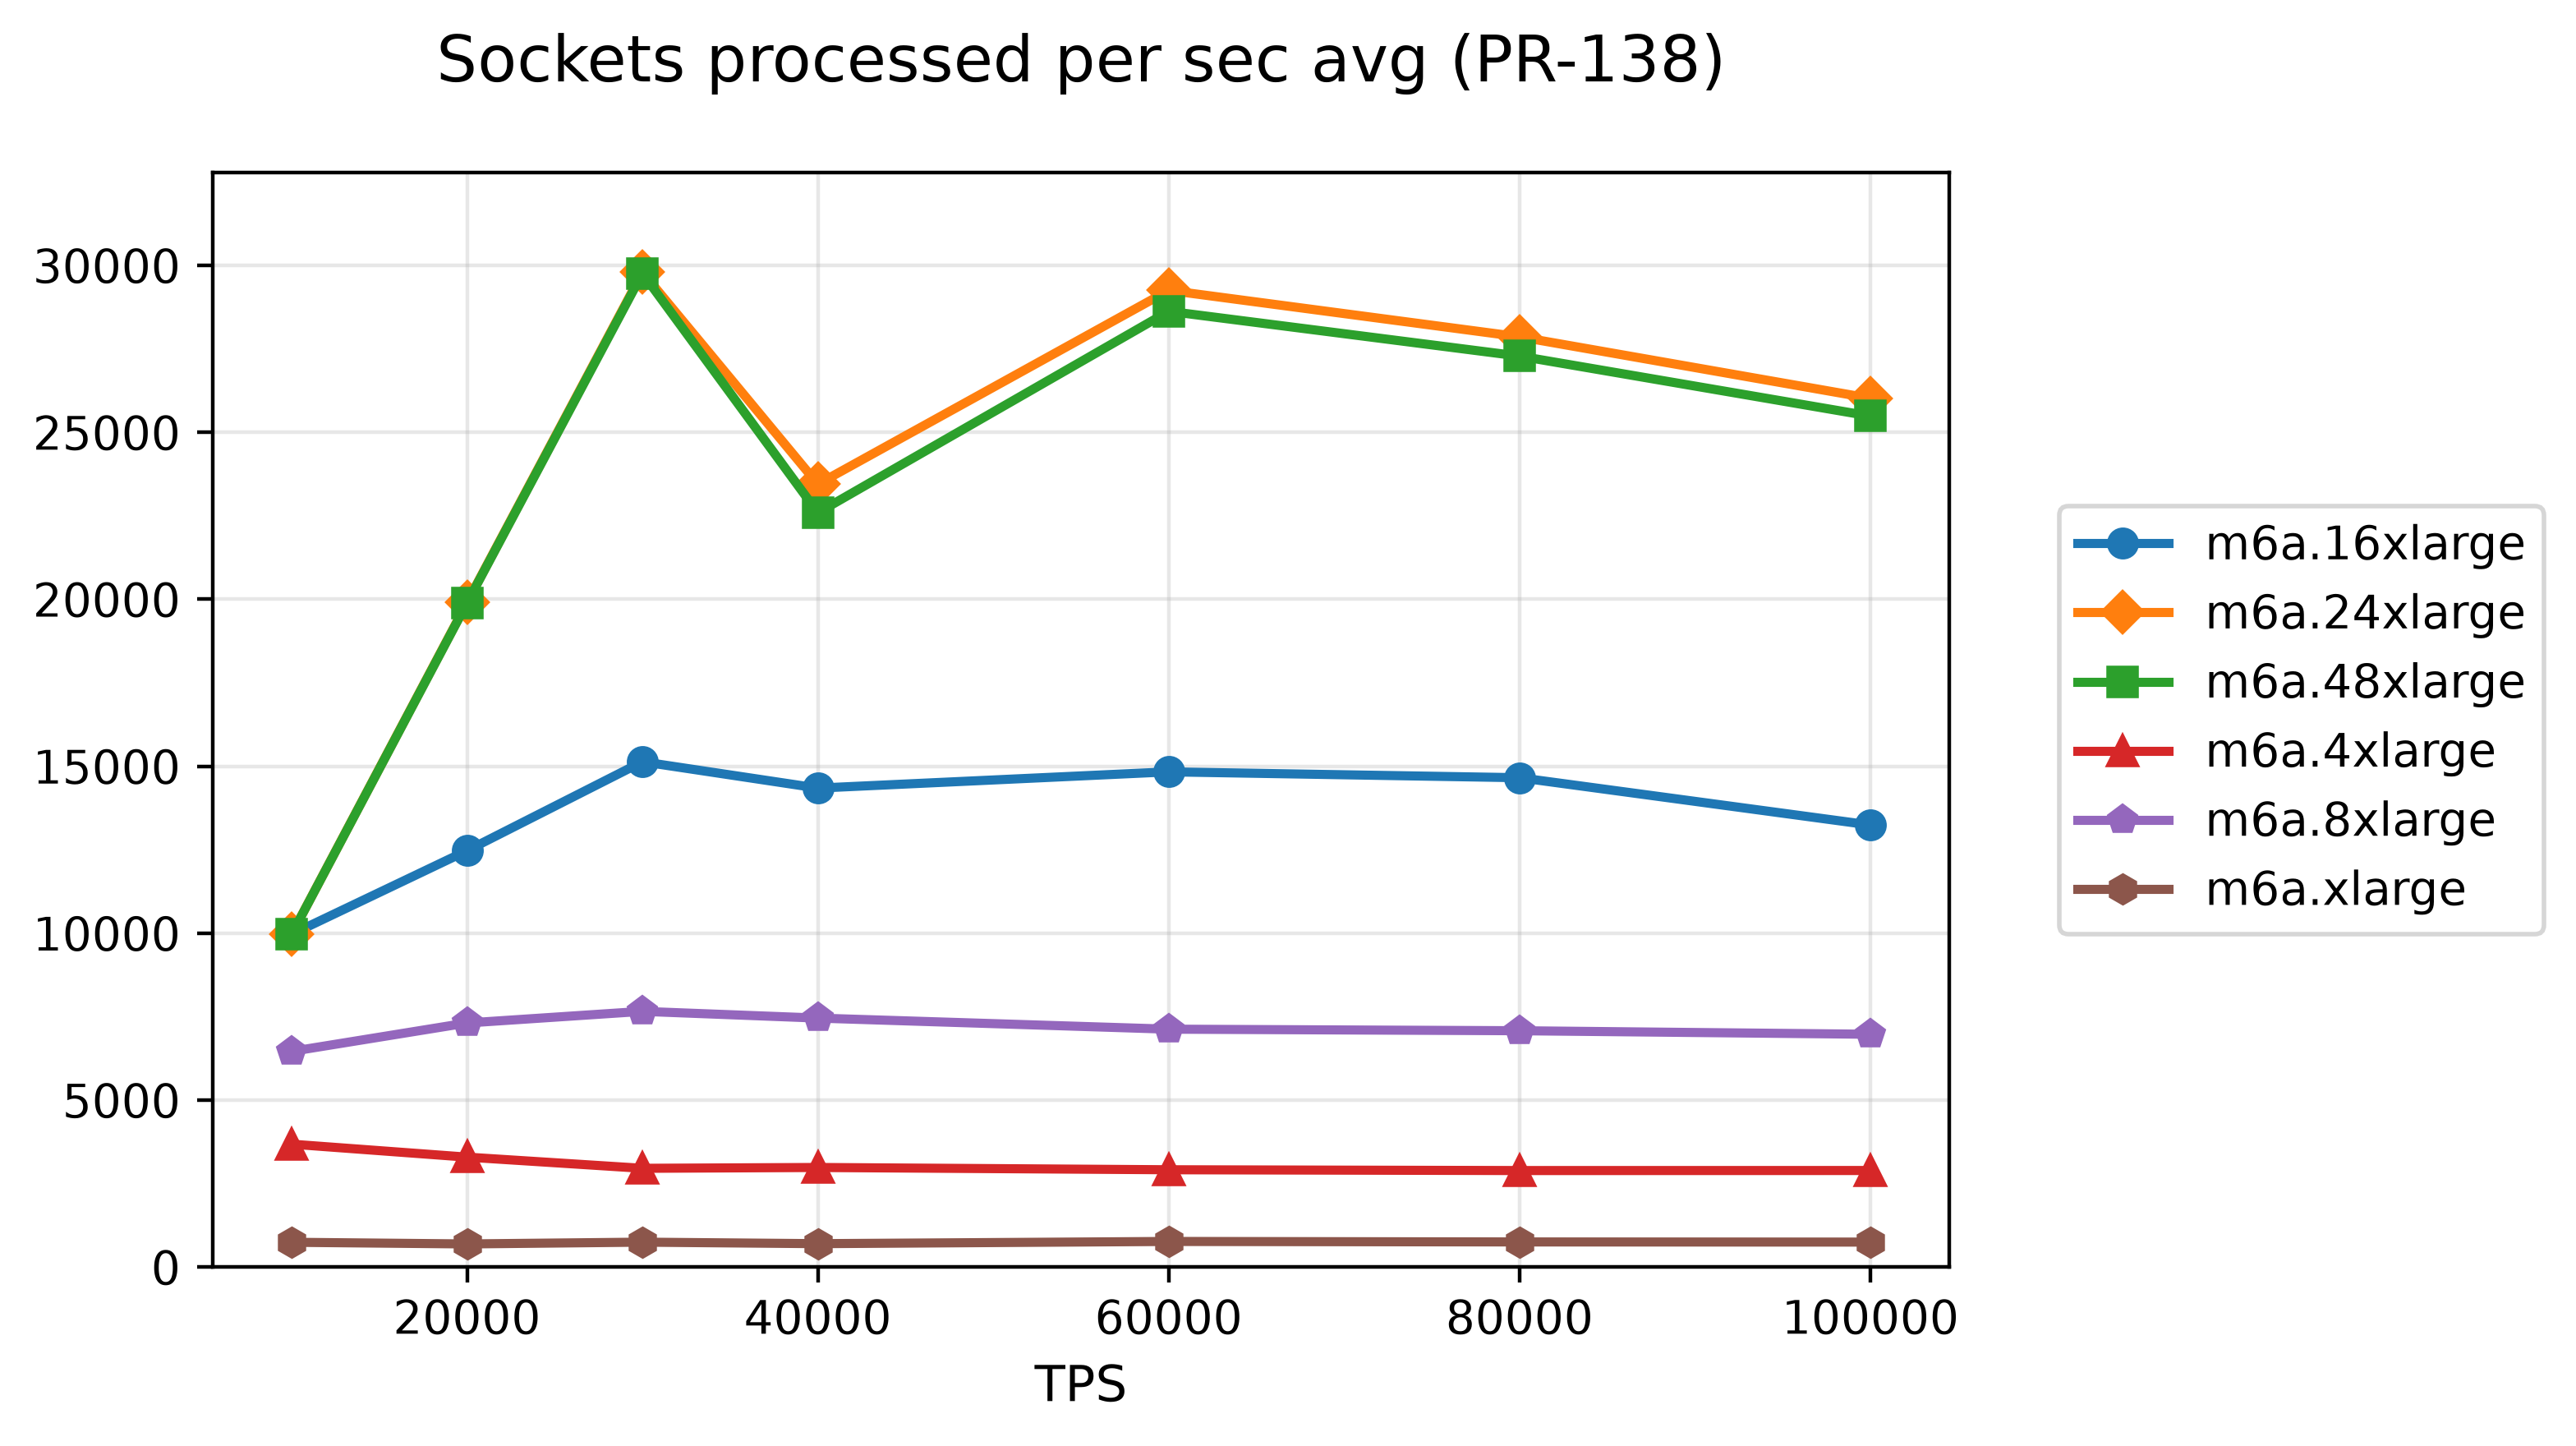 Sockets processed per sec avg (PR-138)
30000
25000
20000
15000
10000
5000
0
20000 40000 60000 80000 100000
TPS
m6a.16xlarge
m6a.24xlarge
m6a.48xlarge
m6a.4xlarge
m6a.8xlarge
m6a.xlarge